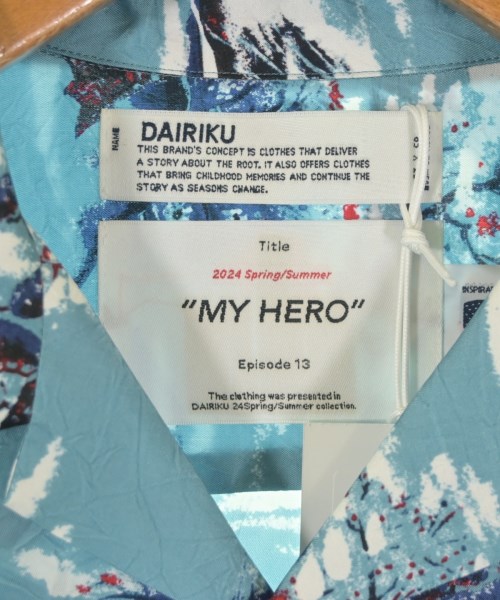 NAME
DAIRIKU
THIS BRAND'S CONCEPT IS CLOTHES THAT DELIVER
A STORY ABOUT THE ROOT. IT ALSO OFFERS CLOTHES
THAT BRING CHILDHOOD MEMORIES AND CONTINUE THE
STORY AS SEASONS CHANGE.
Title
2024 Spring/Summer
"MY HERO"
Episode 13
The clothing was presented in
DAIRIKU 24Spring/Summer collection.